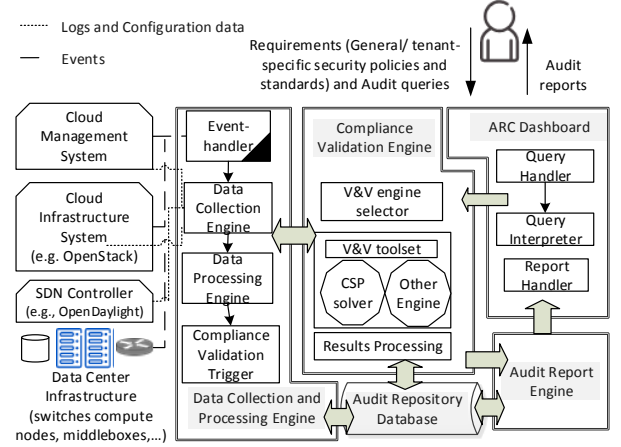 Logs and Configuration data
Events
Requirements (General/ tenant-
specific security policies
and standards) and Audit queries
Audit
reports
Cloud
Management
System
Cloud
Infrastructure
System
(e.g. OpenStack)
SDN Controller
(e.g., OpenDaylight)
Data Center
Infrastructure
(switches compute
nodes, middleboxes,...)
Event-
handler
Data
Collection
Engine
Data
Processing
Engine
Compliance
Validation
Trigger
Data Collection and
Processing Engine
Compliance
Validation Engine
V&V engine
selector
V&V toolset
CSP
solver
Other
Engine
Results Processing
Audit Repository
Database
ARC Dashboard
Query
Handler
Query
Interpreter
Report
Handler
Audit Report
Engine